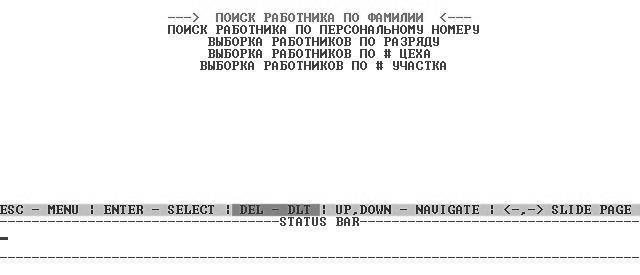 ---> ПОИСК РАБОТНИКА ПО ФАМИЛИИ <---
ПОИСК РАБОТНИКА ПО ПЕРСОНАЛЬНОМУ НОМЕРУ
ВЫБОРКА РАБОТНИКОВ ПО РАЗРЯДУ
ВЫБОРКА РАБОТНИКОВ ПО # ЦЕХА
ВЫБОРКА РАБОТНИКОВ ПО # УЧАСТКА
ESC - MENU ¦ ENTER - SELECT ¦ DEL - DLT ¦ UP,DOWN - NAVIGATE ¦ <-,-> SLIDE PAGE
STATUS BAR